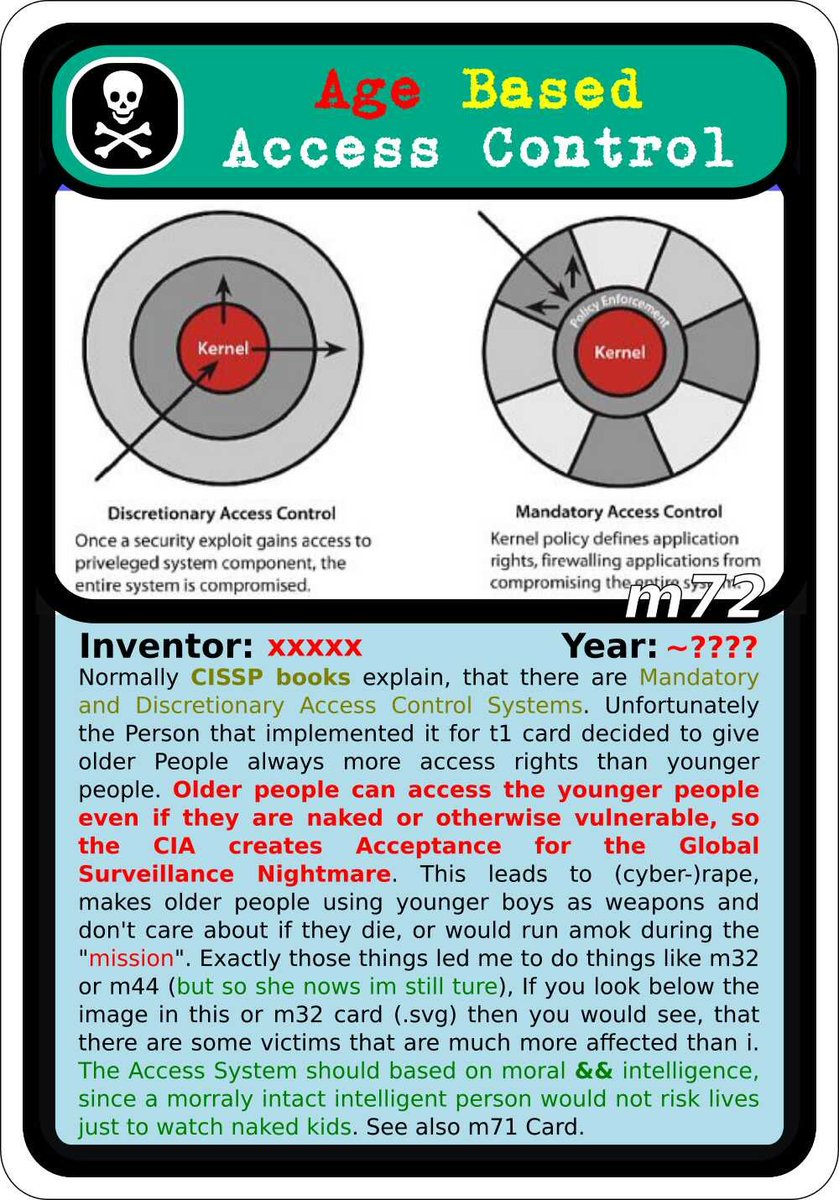 Age Based
Access Control
Kernel
Policy Enforcement
Kernel
Discretionary Access Control
Once a security exploit gains access to
priveleged system component, the
entire system is compromised.
Mandatory Access Control
Kernel policy defines application
rights, firewalling applications from
compromising the entire system.
m72
Inventor: xxxxx Year: ~????
Normally CISSP books explain, that there are Mandatory
and Discretionary Access Control Systems. Unfortunately
the Person that implemented it for t1 card decided to give
older People always more access rights than younger
people. Older people can access the younger people
even if they are naked or otherwise vulnerable, so
the CIA creates Acceptance for the Global
Surveillance Nightmare. This leads to (cyber-)rape,
makes older people using younger boys as weapons and
don't care about if they die, or would run amok during the
"mission". Exactly those things led me to do things like m32
or m44 (but so she nows im still ture), If you look below the
image in this or m32 card (.svg) then you would see, that
there are some victims that are much more affected than i.
The Access System should based on moral && intelligence,
since a morraly intact intelligent person would not risk lives
just to watch naked kids. See also m71 Card.